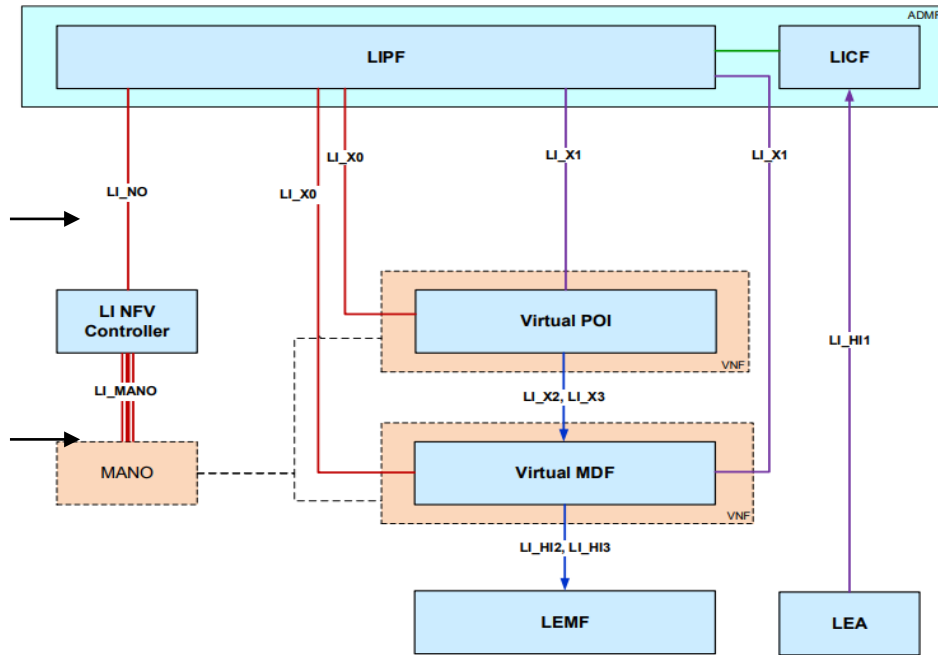 ADMF
LIPF
LICF
LI_X0
LI_X1
LI_X1
LI_NO
LI_X0
LI NFV
Controller
Virtual POI
VNF
LI_HI1
LI_MANO
LI_X2, LI_X3
MANO
Virtual MDF
VNF
LI_HI2, LI_HI3
LEMF
LEA